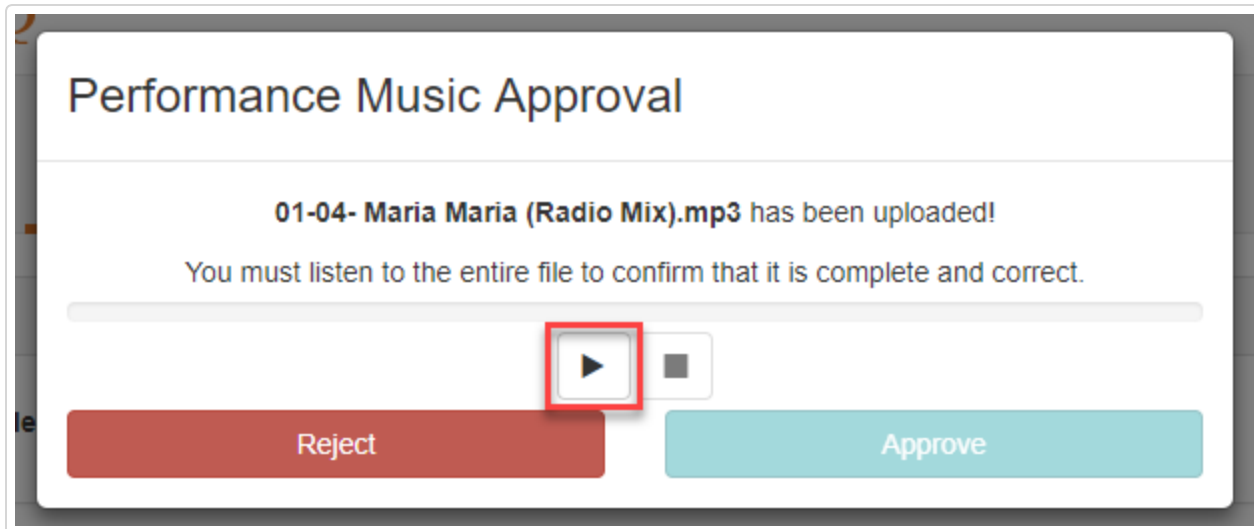 Performance Music Approval
01-04- Maria Maria (Radio Mix).mp3 has been uploaded!
You must listen to the entire file to confirm that it is complete and correct.
le
Reject
Approve